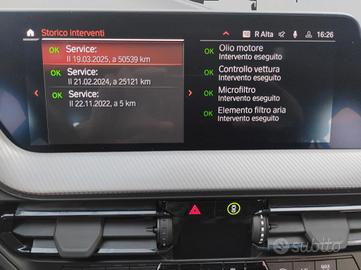 Storico interventi
R Alta
16:26
OK Service:
Il 19.03.2025, a 50539 km
OK Service:
Il 21.02.2024, a 25121 km
OK Service:
Il 22.11.2022, a 5 km
OK Olio motore
Intervento eseguito
OK Controllo vettura
Intervento eseguito
OK Microfiltro
Intervento eseguito
OK Elemento filtro aria
Intervento eseguito
subito
MAX